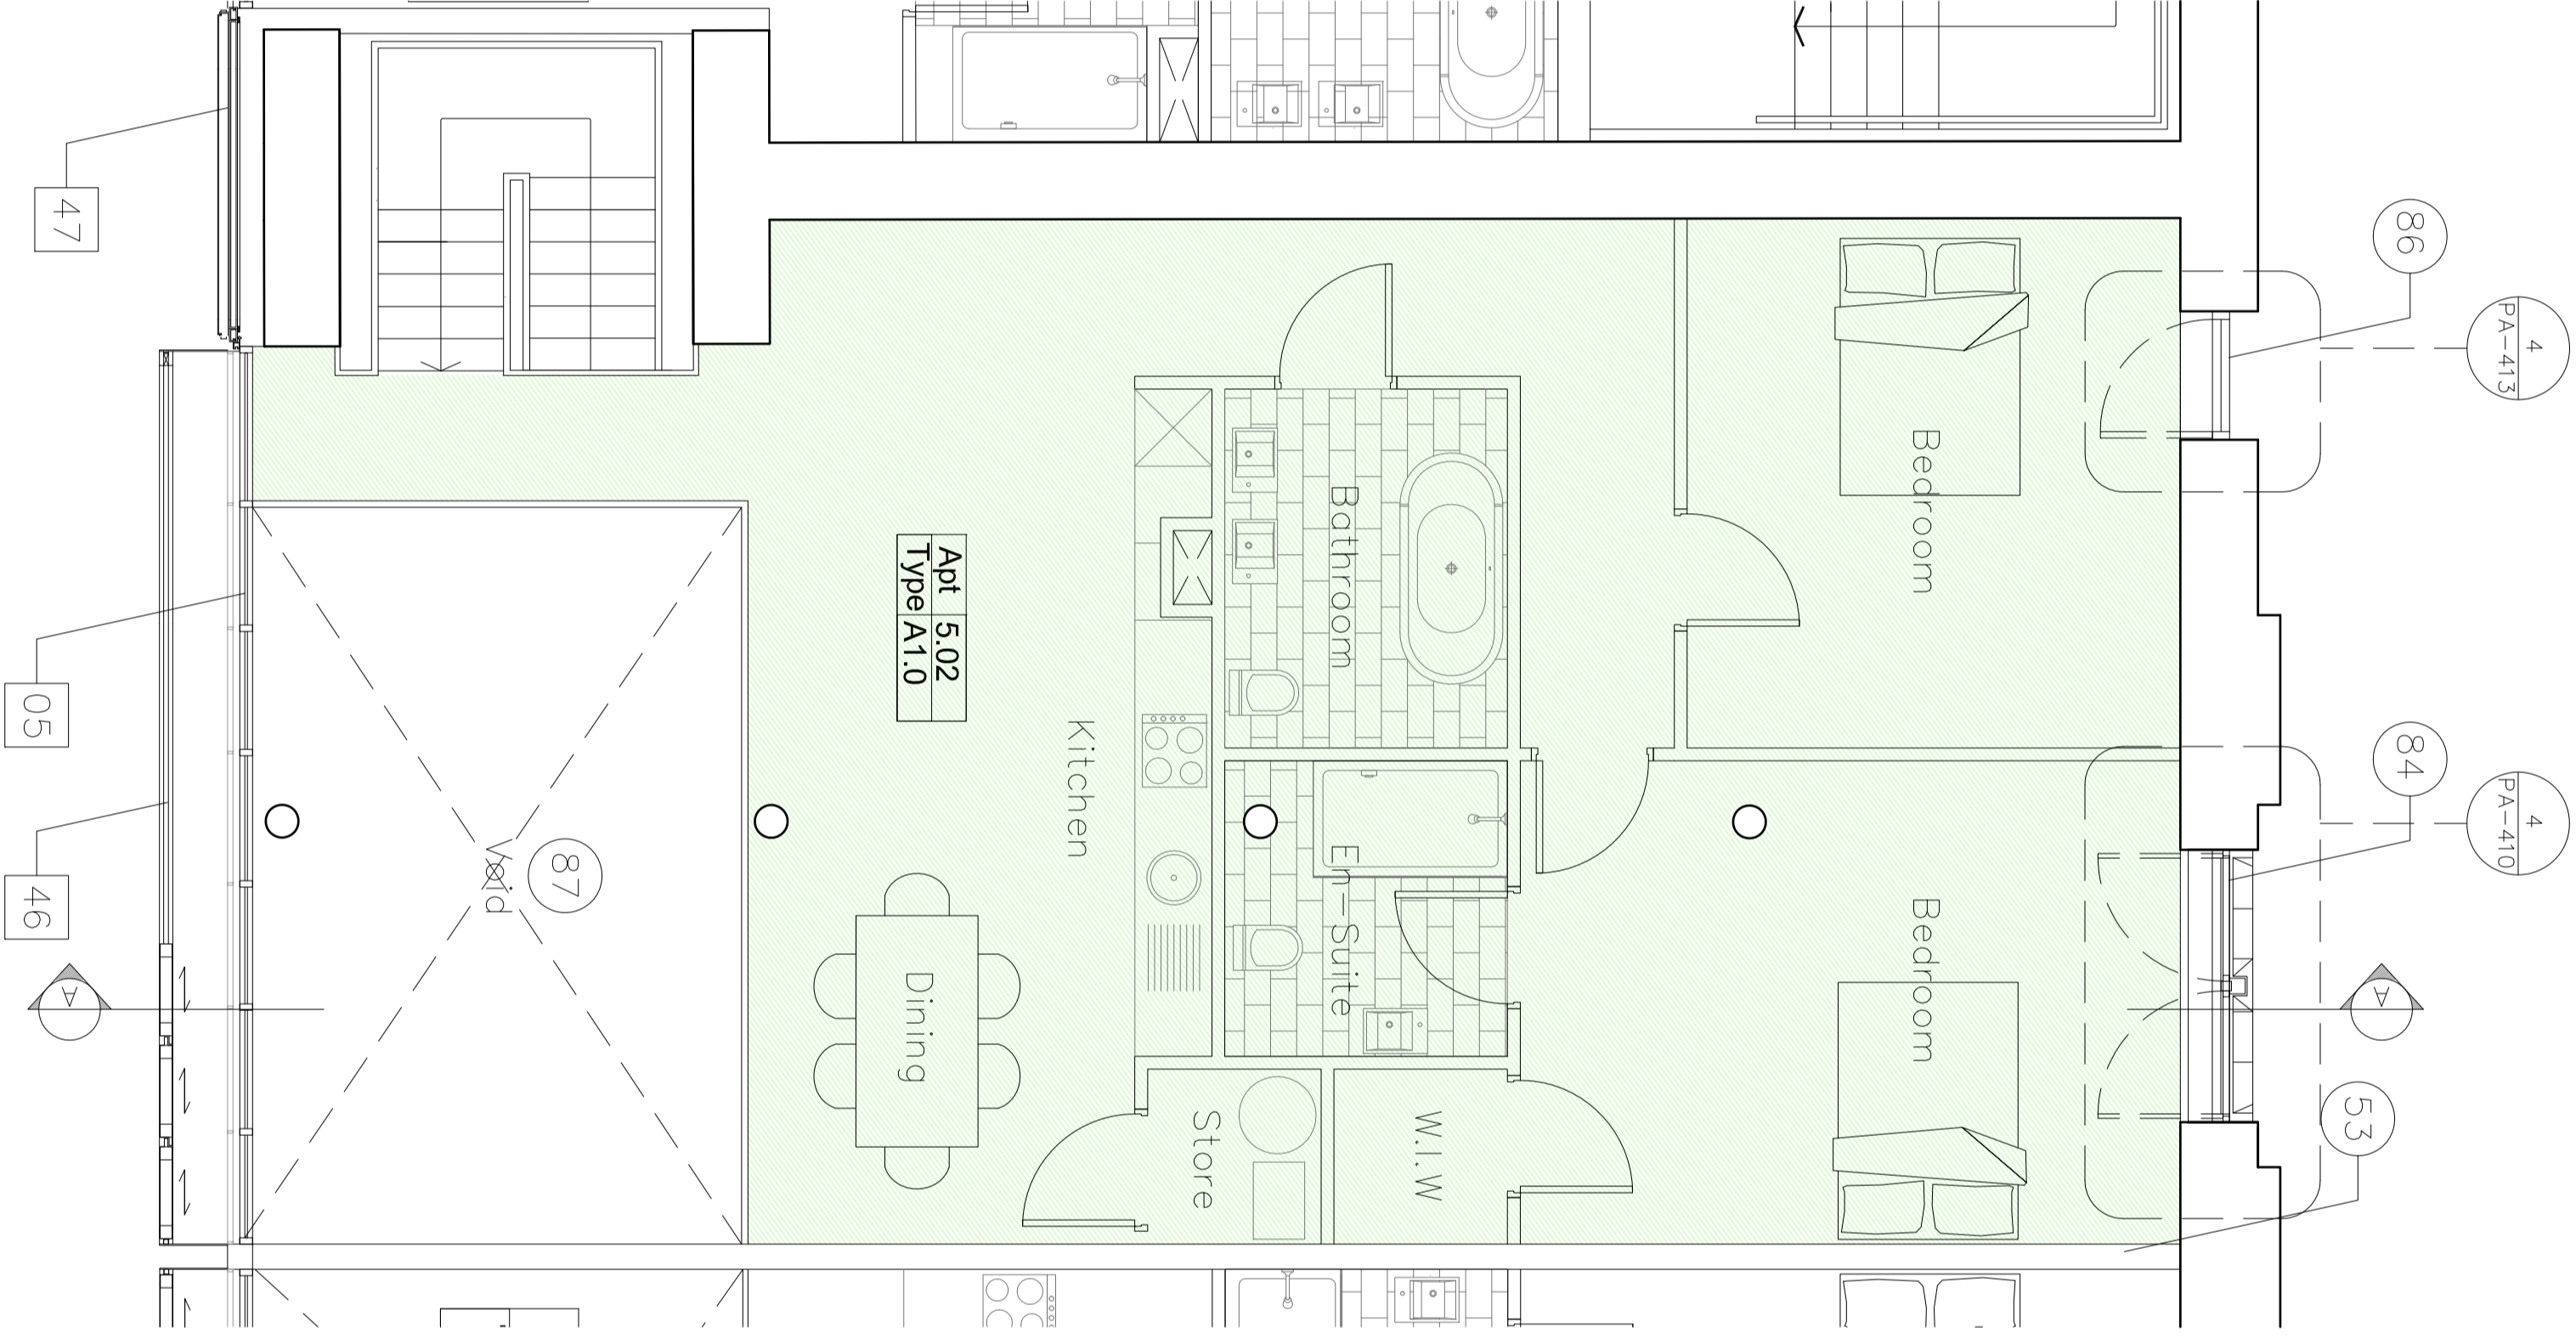 47
05
46
A
Void
87
Apt 5.02
Type A1.0
Kitchen
Dining
Bathroom
En-Suite
Store
W.I.W
Bedroom
Bedroom
86
4
PA-413
84
4
PA-410
A
53